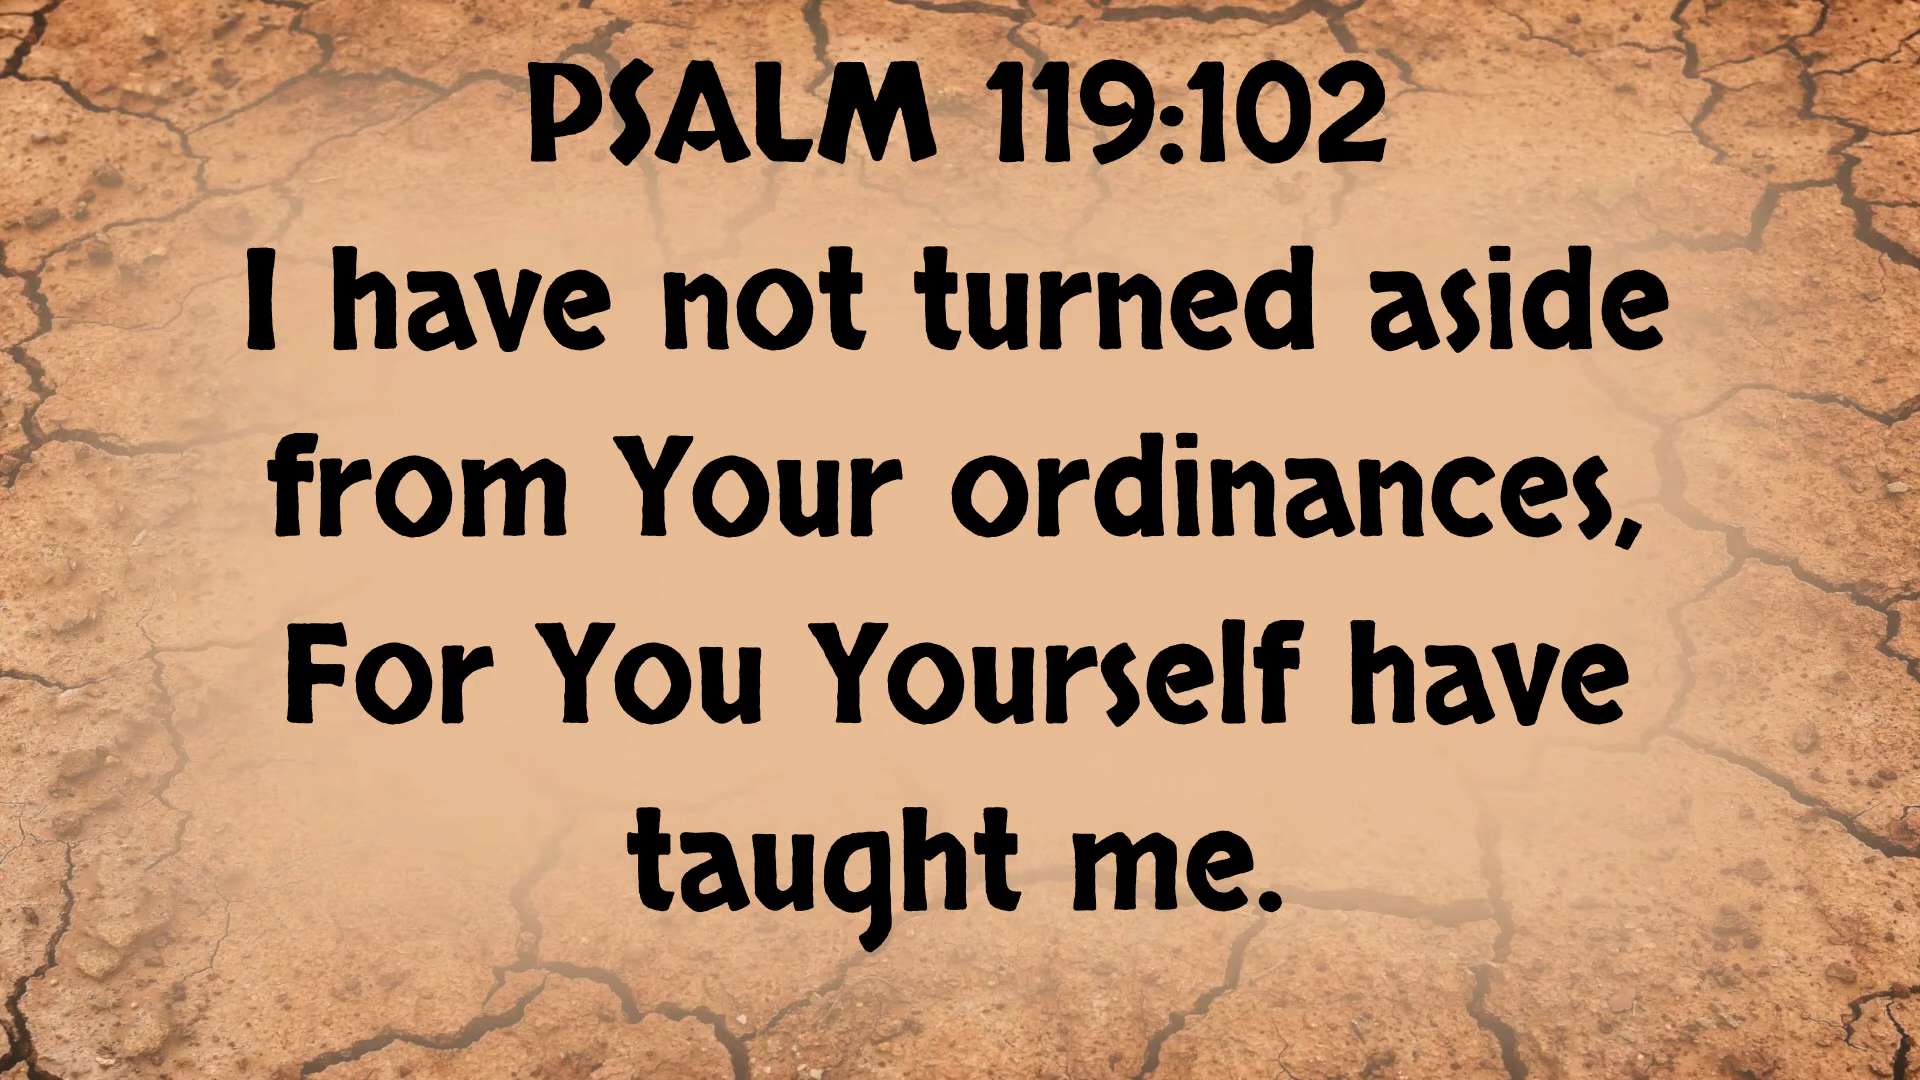 PSALM 119:102
I have not turned aside
from Your ordinances,
For You Yourself have
taught me.